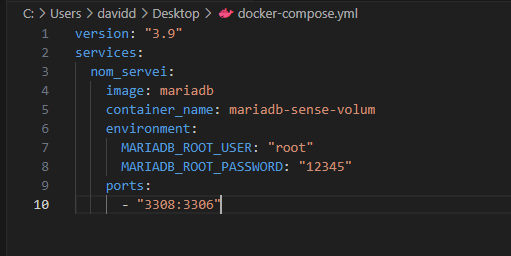 C: > Users > davidd > Desktop > docker-compose.yml
1 version: "3.9"
2 services:
3   nom_servei:
4     image: mariadb
5     container_name: mariadb-sense-volum
6     environment:
7       MARIADB_ROOT_USER: "root"
8       MARIADB_ROOT_PASSWORD: "12345"
9     ports:
10       - "3308:3306"